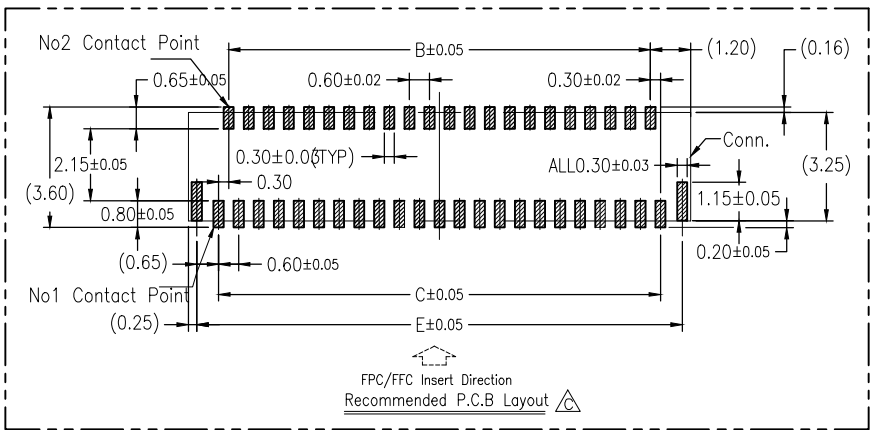 No2 Contact Point
B±0.05
(1.20)
(0.16)
0.65±0.05
0.60±0.02
0.30±0.02
2.15±0.05
0.30±0.03(TYP)
ALL0.30±0.03
Conn.
(3.60)
0.30
(3.25)
1.15±0.05
0.80±0.05
0.20±0.05
(0.65)
0.60±0.05
No1 Contact Point
C±0.05
(0.25)
E±0.05
FPC/FFC Insert Direction
Recommended P.C.B Layout C